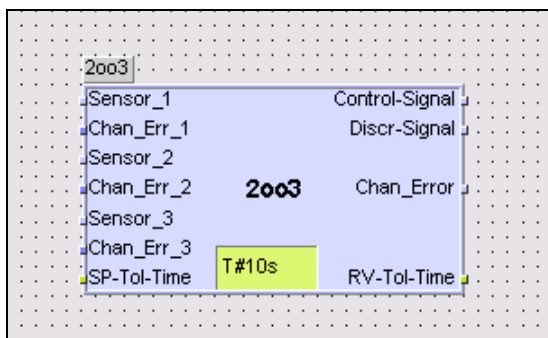 2oo3
Sensor_1 Control-Signal
Chan_Err_1 Discr-Signal
Sensor_2
Chan_Err_2 2oo3 Chan_Error
Sensor_3
Chan_Err_3
SP-Tol-Time T#10s RV-Tol-Time